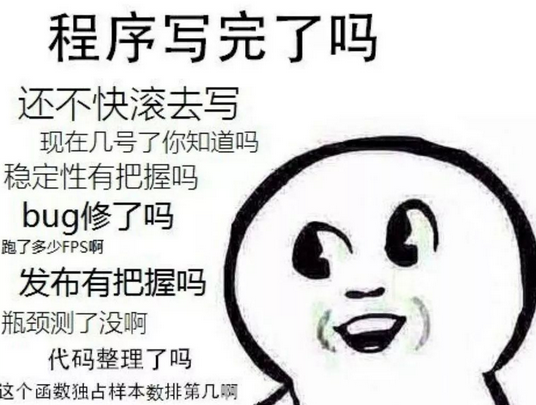 程序写完了吗
还不快滚去写
现在几号了你知道吗
稳定性有把握吗
bug修了吗
跑了多少FPS啊
发布有把握吗
瓶颈测了没啊
代码整理了吗
这个函数独占样本数排第几啊